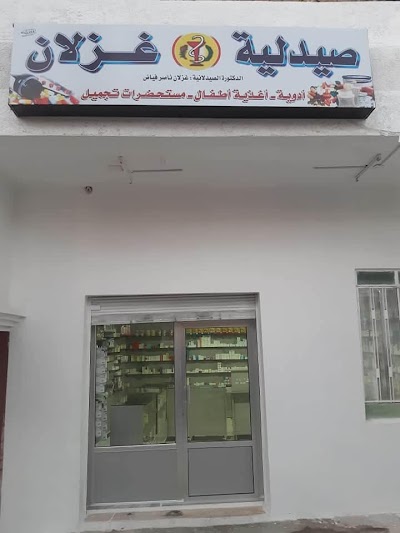 صيدلية غزلان
الدكتورة الصيدلانية : غزلان ناصر فياض
أدوية - أغذية أطفال - مستحضرات تجميل